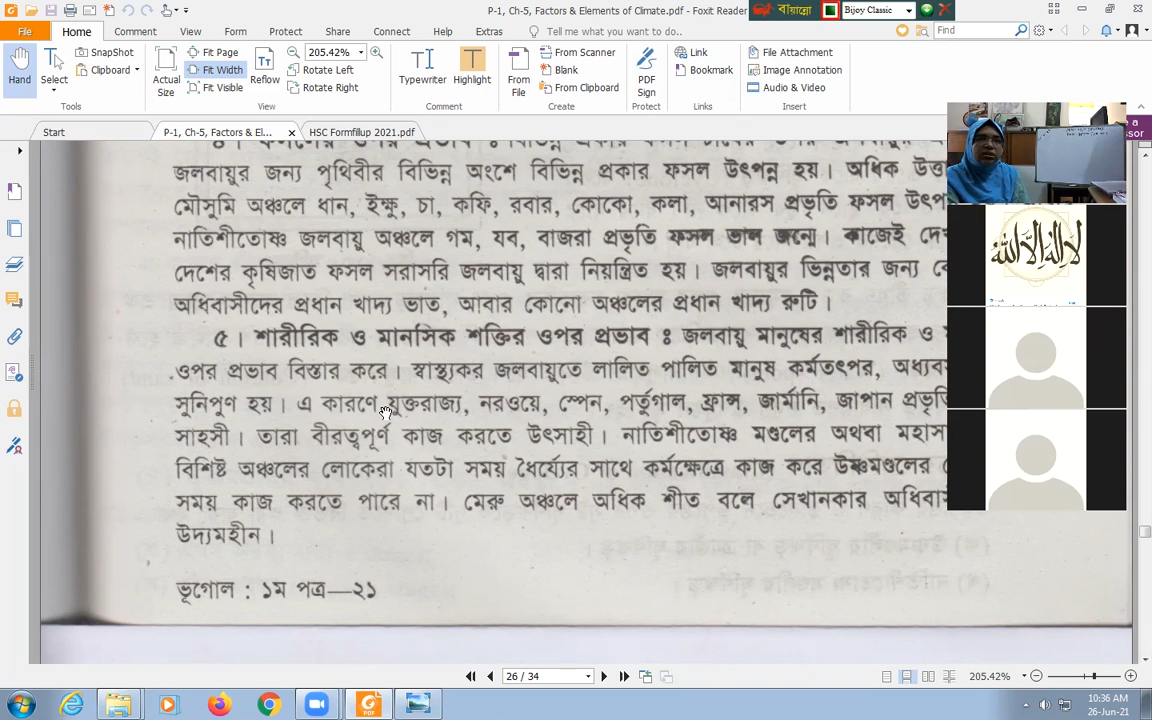 P-1, Ch-5, Factors & Elements of Climate.pdf - Foxit Reader
বাঁয়ান্নো
Bijoy Classic
File Home Comment View Form Protect Share Connect Help Extras Tell me what you want to do... Find
Hand
Select
SnapShot
Clipboard
Tools
Actual Size
Fit Page
Fit Width
Fit Visible
Reflow
205.42%
Rotate Left
Rotate Right
View
Typewriter
Highlight
Comment
From File
From Scanner
Blank
From Clipboard
Create
PDF Sign
Protect
Link
Bookmark
Links
File Attachment
Image Annotation
Audio & Video
Insert
Start
P-1, Ch-5, Factors & El...
HSC Formfillup 2021.pdf
জলবায়ুর জন্য পৃথিবীর বিভিন্ন অংশে বিভিন্ন প্রকার ফসল উৎপন্ন হয়। অধিক
মৌসুমি অঞ্চলে ধান, ইক্ষু, চা, কফি, রবার, কোকো, কলা, আনারস প্রভৃতি ফসল
নাতিশীতোষ্ণ জলবায়ু অঞ্চলে গম, যব, বাজরা প্রভৃতি ফসল ভাল জন্মে। কাজেই
দেশের কৃষিজাত ফসল সরাসরি জলবায়ু দ্বারা নিয়ন্ত্রিত হয়। জলবায়ুর ভিন্নতার জন্য
অধিবাসীদের প্রধান খাদ্য ভাত, আবার কোনো অঞ্চলের প্রধান খাদ্য রুটি।
৫। শারীরিক ও মানসিক শক্তির ওপর প্রভাব ঃ জলবায়ু মানুষের শারীরিক ও
ওপর প্রভাব বিস্তার করে। স্বাস্থ্যকর জলবায়ুতে লালিত পালিত মানুষ কর্মতৎপর,
সুনিপুণ হয়। এ কারণে যুক্তরাজ্য, নরওয়ে, স্পেন, পর্তুগাল, ফ্রান্স, জার্মানি, জাপান
সাহসী। তারা বীরত্বপূর্ণ কাজ করতে উৎসাহী। নাতিশীতোষ্ণ মণ্ডলের অথবা
বিশিষ্ট অঞ্চলের লোকেরা যতটা সময় ধৈর্য্যের সাথে কর্মক্ষেত্রে কাজ করে উষ্ণমণ্ডলের
সময় কাজ করতে পারে না। মেরু অঞ্চলে অধিক শীত বলে সেখানকার
উদ্যমহীন।
ভূগোল : ১ম পত্র—২১
لا إله إلا الله
26 / 34
205.42%
10:36 AM
26-Jun-21